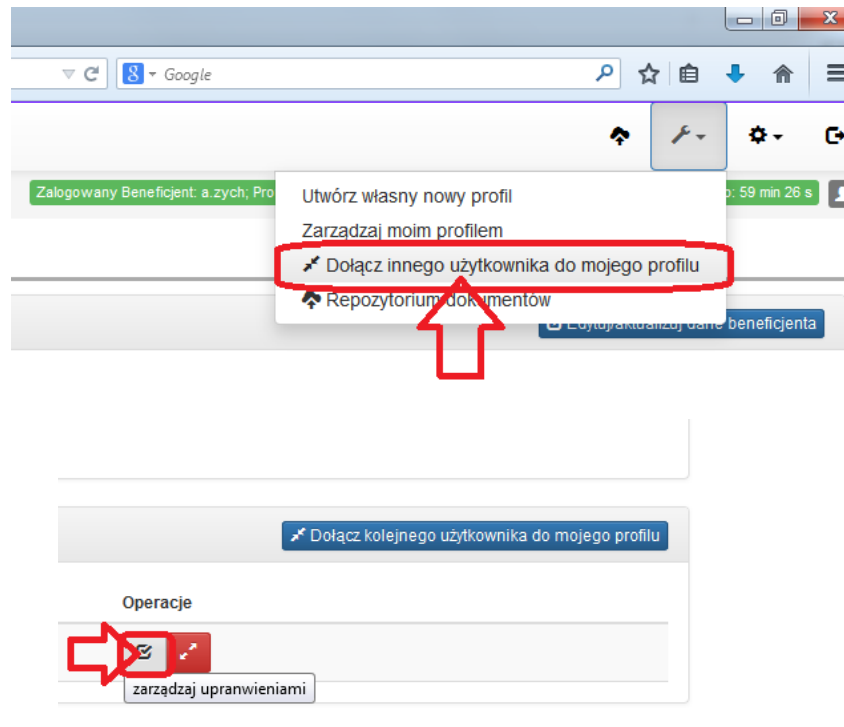 Google
Zalogowany Beneficjent: a.zych; Pro
: 59 min 26 s
Utwórz własny nowy profil
Zarządzaj moim profilem
Dołącz innego użytkownika do mojego profilu
Repozytorium dokumentów
Edytuj/aktualizuj dane beneficjenta
Dołącz kolejnego użytkownika do mojego profilu
Operacje
zarządzaj upranwieniami